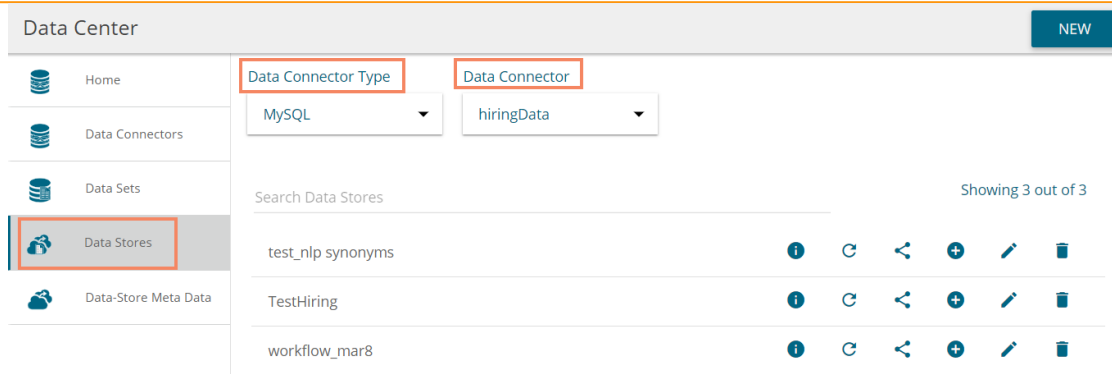 Data Center
NEW
Home
Data Connectors
Data Sets
Data Stores
Data-Store Meta Data
Data Connector Type
Data Connector
MySQL
hiringData
Search Data Stores
Showing 3 out of 3
test_nlp synonyms
TestHiring
workflow_mar8